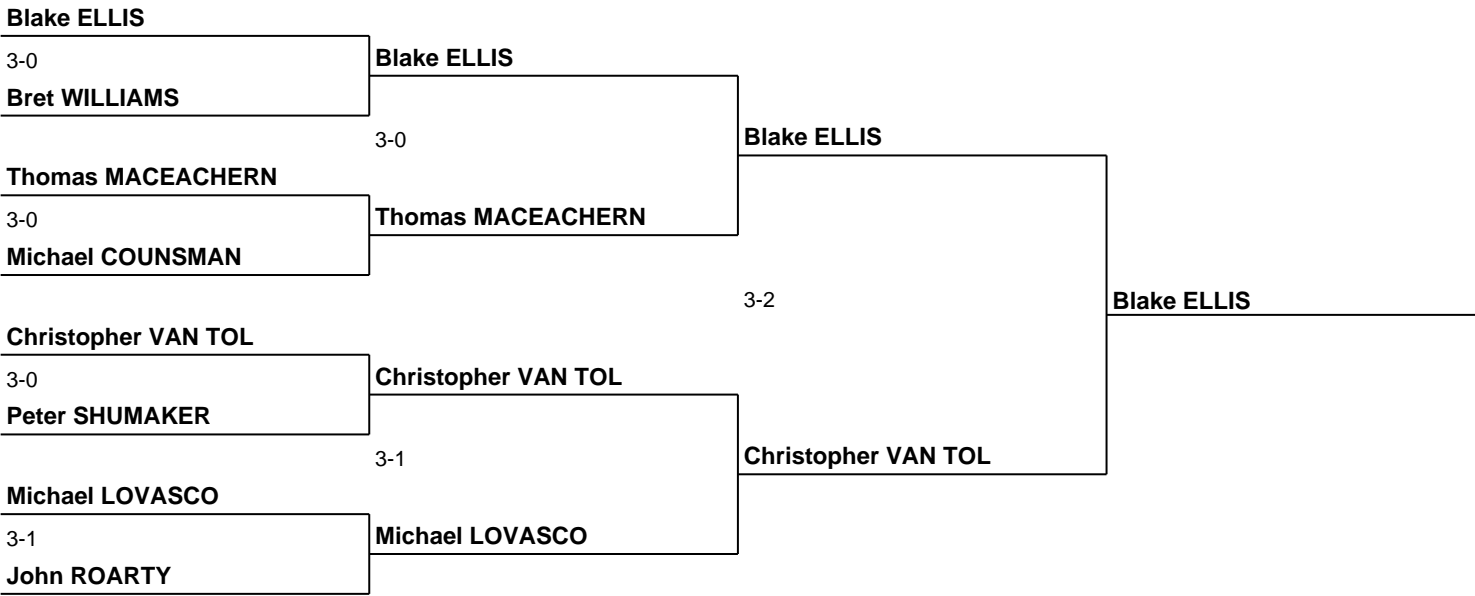 Blake ELLIS
3-0
Bret WILLIAMS
Thomas MACEACHERN
3-0
Michael COUNSMAN
Christopher VAN TOL
3-0
Peter SHUMAKER
Michael LOVASCO
3-1
John ROARTY
Blake ELLIS
3-0
Thomas MACEACHERN
Christopher VAN TOL
3-1
Michael LOVASCO
Blake ELLIS
3-2
Christopher VAN TOL
Blake ELLIS